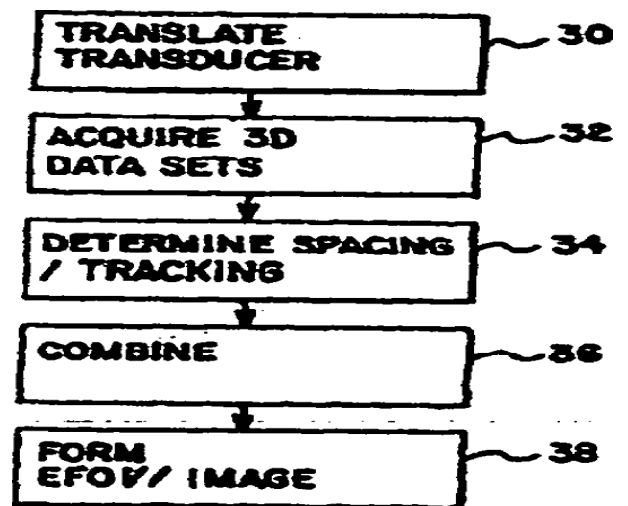 TRANSLATE
TRANSDUCER
30
ACQUIRE 3D
DATA SETS
32
DETERMINE SPACING
/ TRACKING
34
COMBINE
36
FORM
EFOV/ IMAGE
38